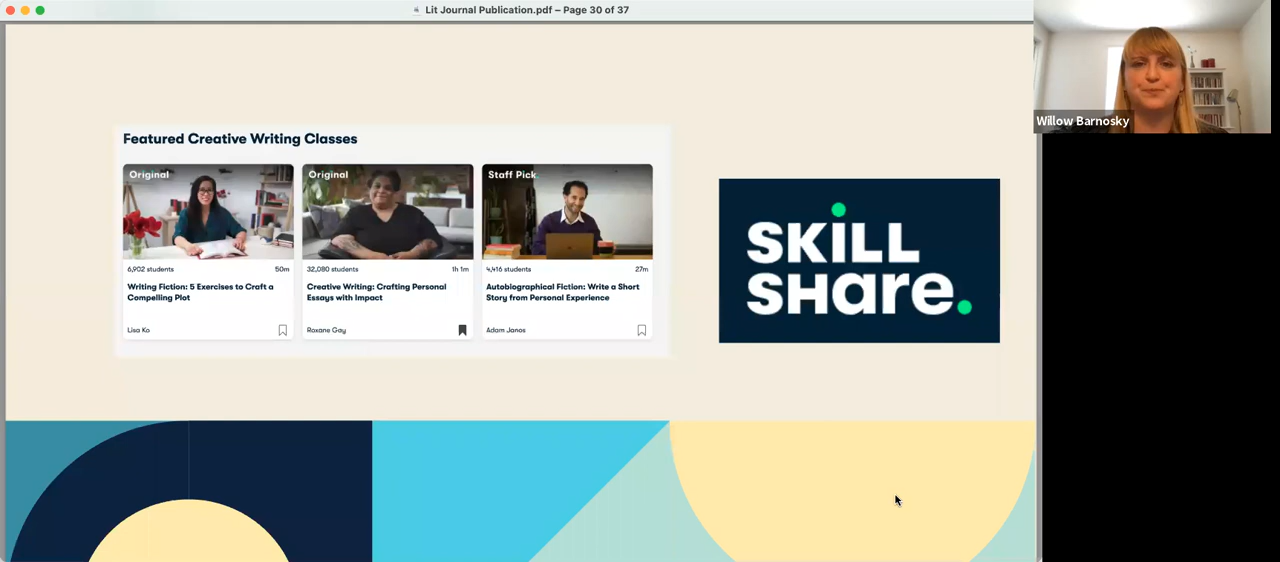 Lit Journal Publication.pdf – Page 30 of 37
Willow Barnosky
Featured Creative Writing Classes
Original
Original
Staff Pick
6,902 students 50m
Writing Fiction: 5 Exercises to Craft a
Compelling Plot
Lisa Ko
32,080 students 1h 1m
Creative Writing: Crafting Personal
Essays with Impact
Roxane Gay
4,416 students 27m
Autobiographical Fiction: Write a Short
Story from Personal Experience
Adam Janos
SKiLL
SHare.